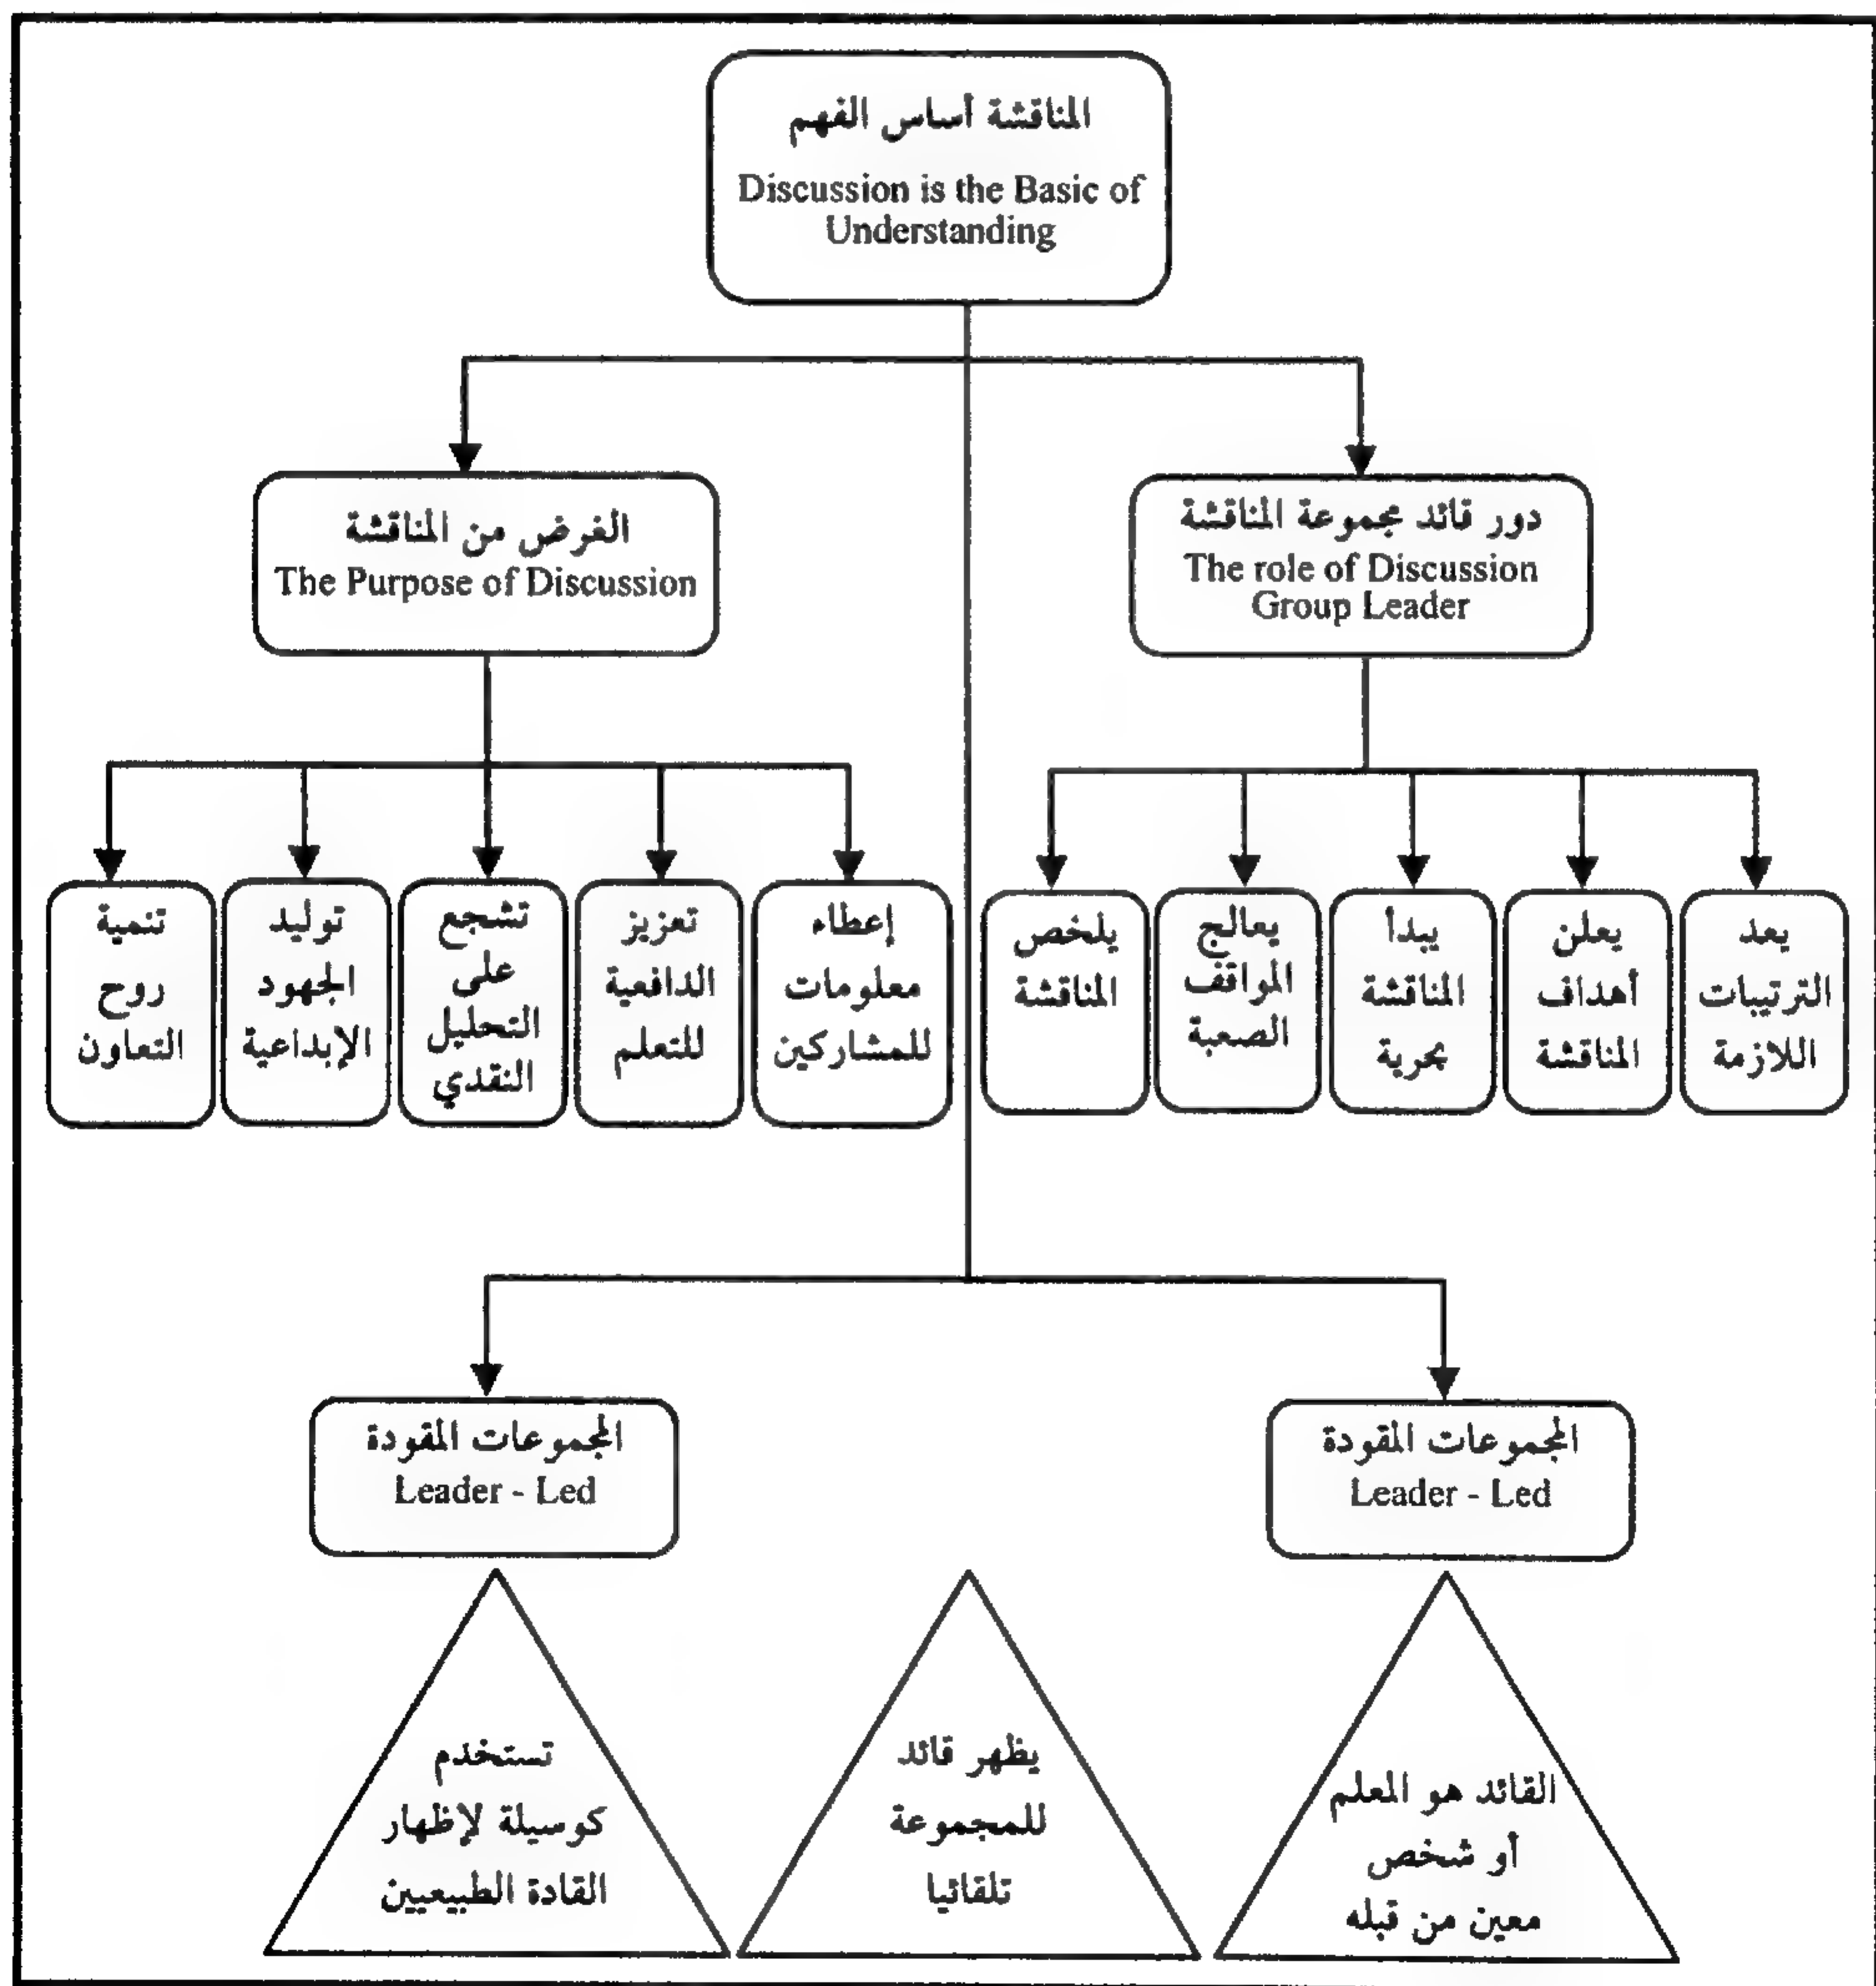 المناقشة أساس الفهم
Discussion is the Basic of
Understanding
دور قائد مجموعة المناقشة
The role of Discussion
Group Leader
الغرض من المناقشة
The Purpose of Discussion
يعد
الترتيبات
اللازمة
يعلن
أهداف
المناقشة
يبدأ
المناقشة
بحرية
يعالج
المواقف
الصعبة
يلخص
المناقشة
إعطاء
معلومات
للمشاركين
تعزيز
الدافعية
للتعلم
تشجع
على
التحليل
النقدي
توليد
الجهود
الإبداعية
تنمية
روح
التعاون
المجموعات المقودة
Leader - Led
المجموعات المقودة
Leader - Led
القائد هو المعلم
أو شخص
معين من قبله
يظهر قائد
للمجموعة
تلقائيا
تستخدم
كوسيلة لإظهار
القادة الطبيعيين